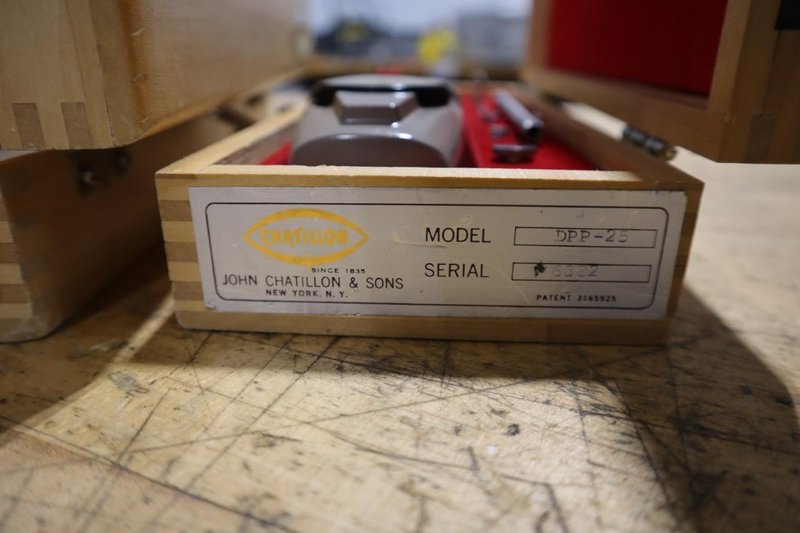 CHATILLON
SINCE 1835
JOHN CHATILLON & SONS
NEW YORK, N. Y.
MODEL DPP-25
SERIAL
PATENT 3165925